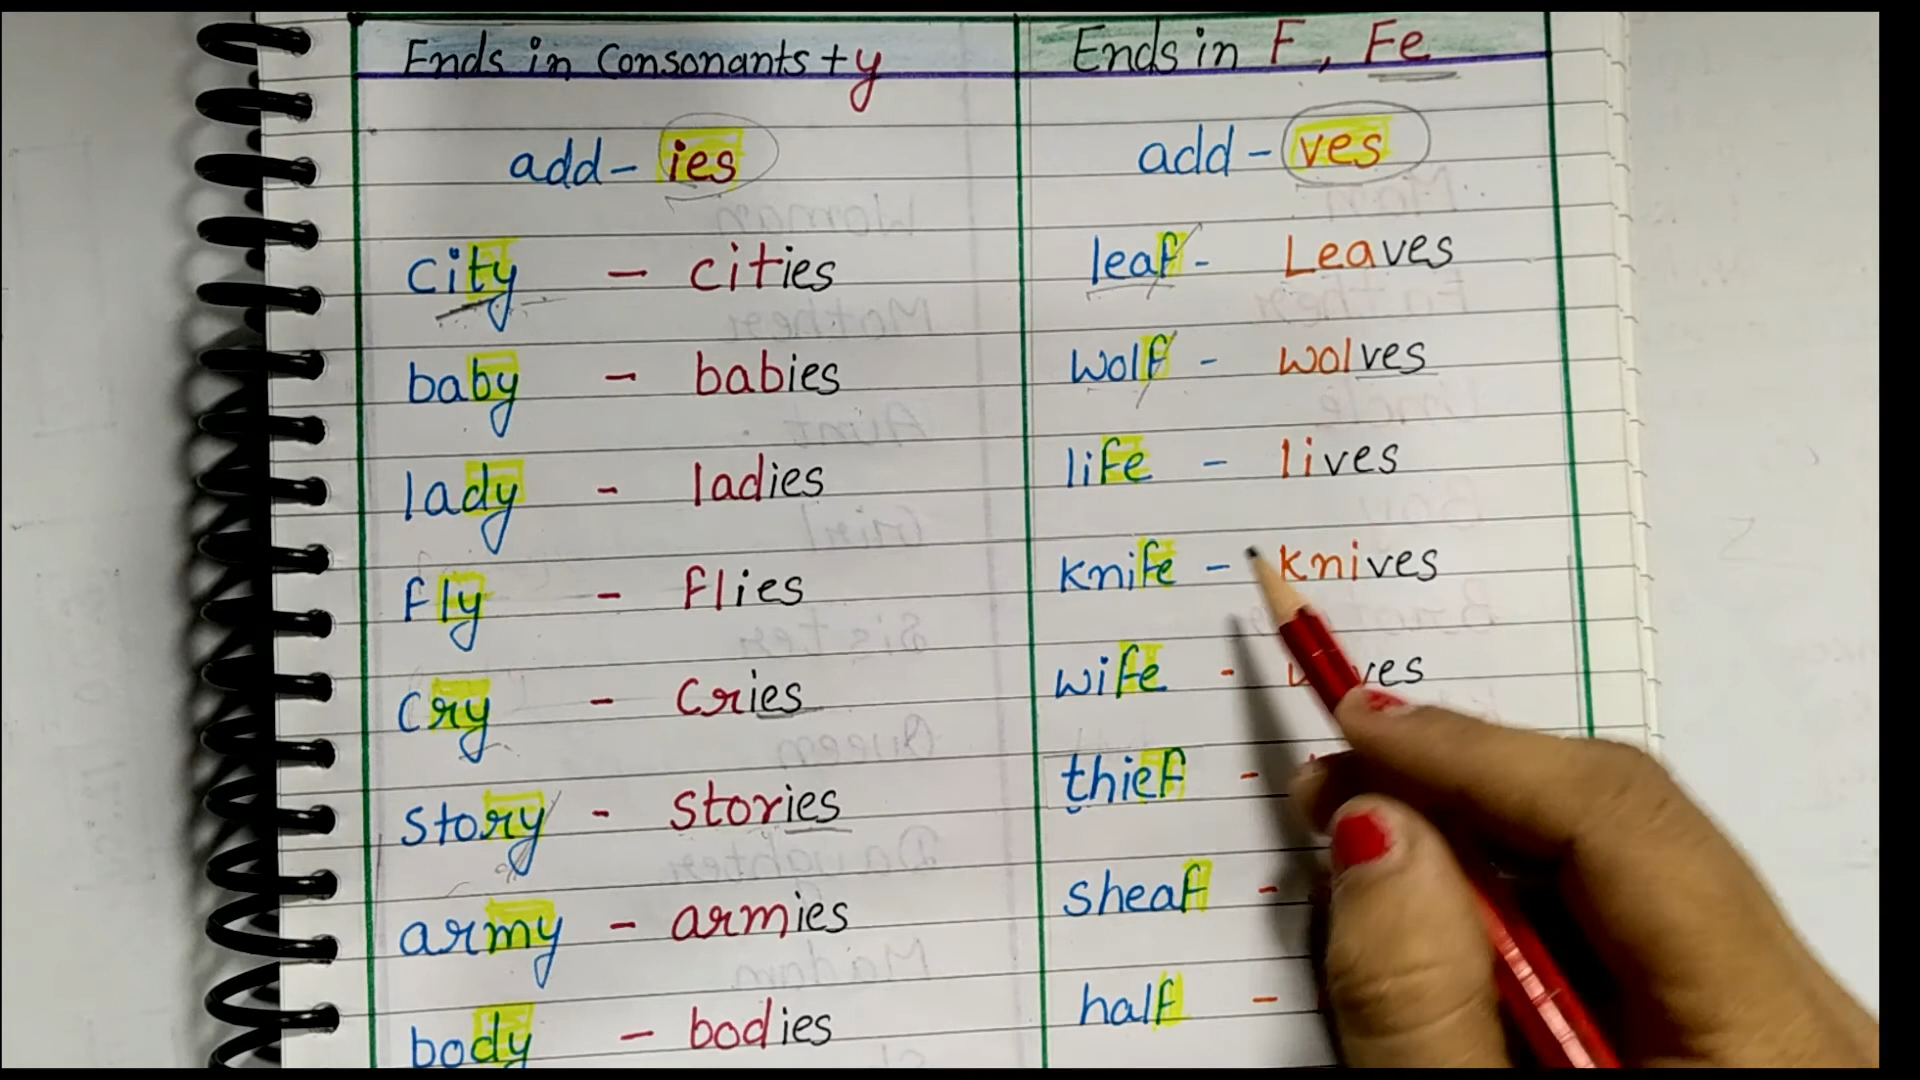 Ends in Consonants + y
add - ies
city - cities
baby - babies
lady - ladies
fly - flies
cry - cries
story - stories
army - armies
body - bodies
Ends in F, Fe
add - ves
leaf - Leaves
wolf - wolves
life - lives
knife - knives
wife - ves
thief -
sheaf -
half -